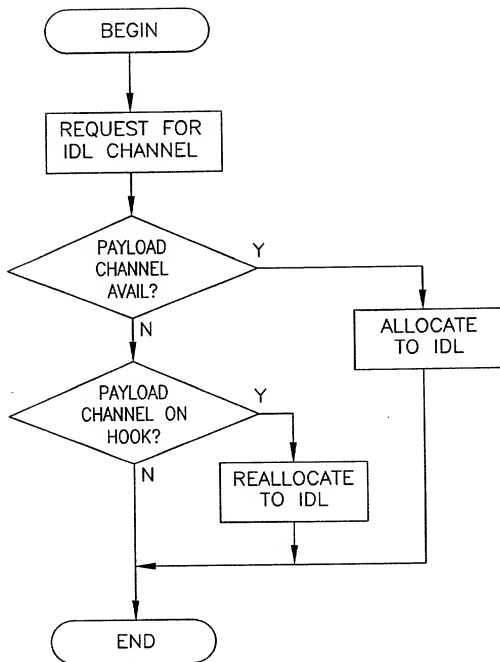 BEGIN
REQUEST FOR
IDL CHANNEL
PAYLOAD
CHANNEL
AVAIL?
Y
N
ALLOCATE
TO IDL
PAYLOAD
CHANNEL ON
HOOK?
Y
N
REALLOCATE
TO IDL
END